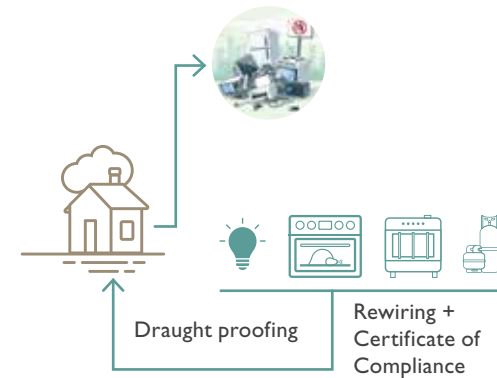 Draught proofing
Rewiring +
Certificate of
Compliance